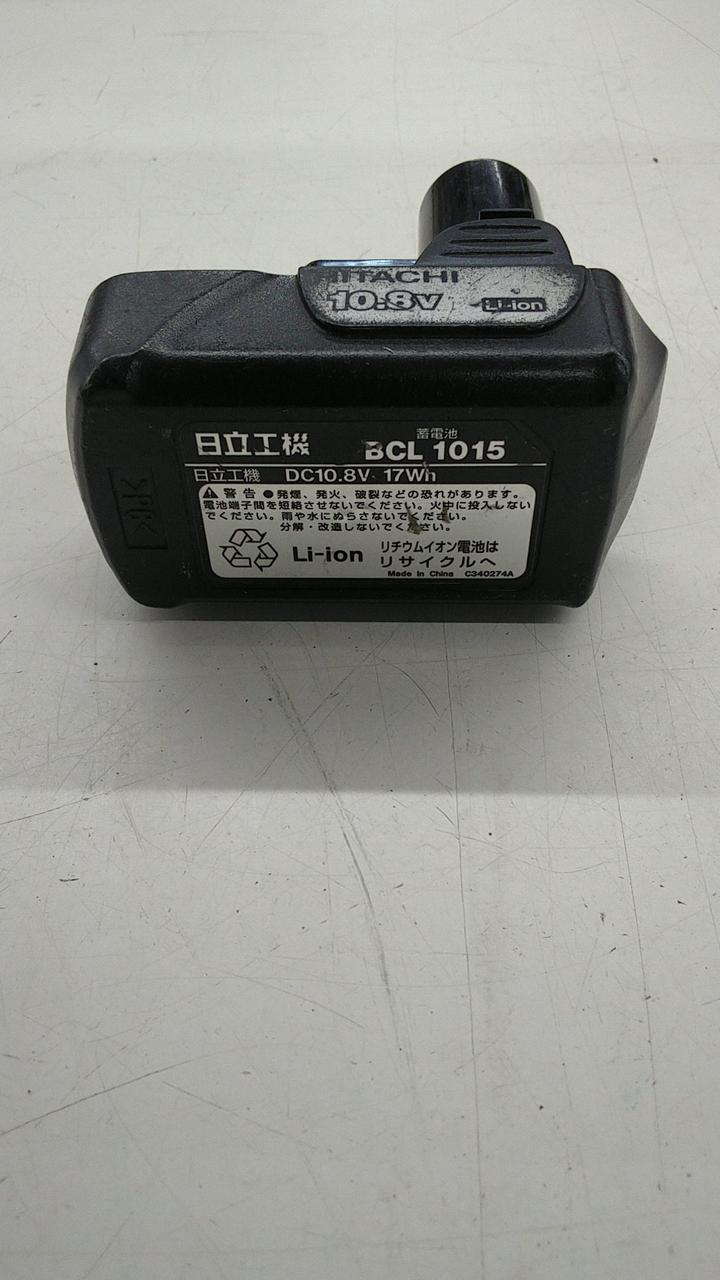 HITACHI
10.8V Li-ion
蓄電池
日立工機 BCL 1015
日立工機 DC10.8V 17Wh
警告 ●発煙、発火、破裂などの恐れがあります。
電池端子間を短絡させないでください。火中に投入しない
でください。雨や水にぬらさないでください。
分解・改造しないでください。
Li-ion リチウムイオン電池は
リサイクルへ
Made in China C340274A